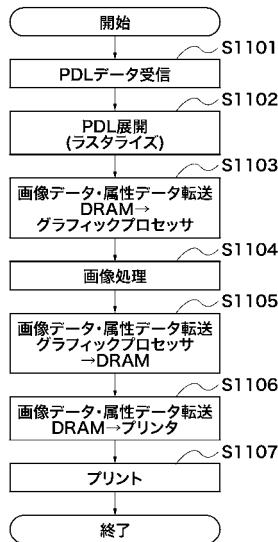 開始
S1101
PDLデータ受信
S1102
PDL展開
(ラスタライズ)
S1103
画像データ・属性データ転送
DRAM→
グラフィックプロセッサ
S1104
画像処理
S1105
画像データ・属性データ転送
グラフィックプロセッサ
→DRAM
S1106
画像データ・属性データ転送
DRAM→プリンタ
S1107
プリント
終了